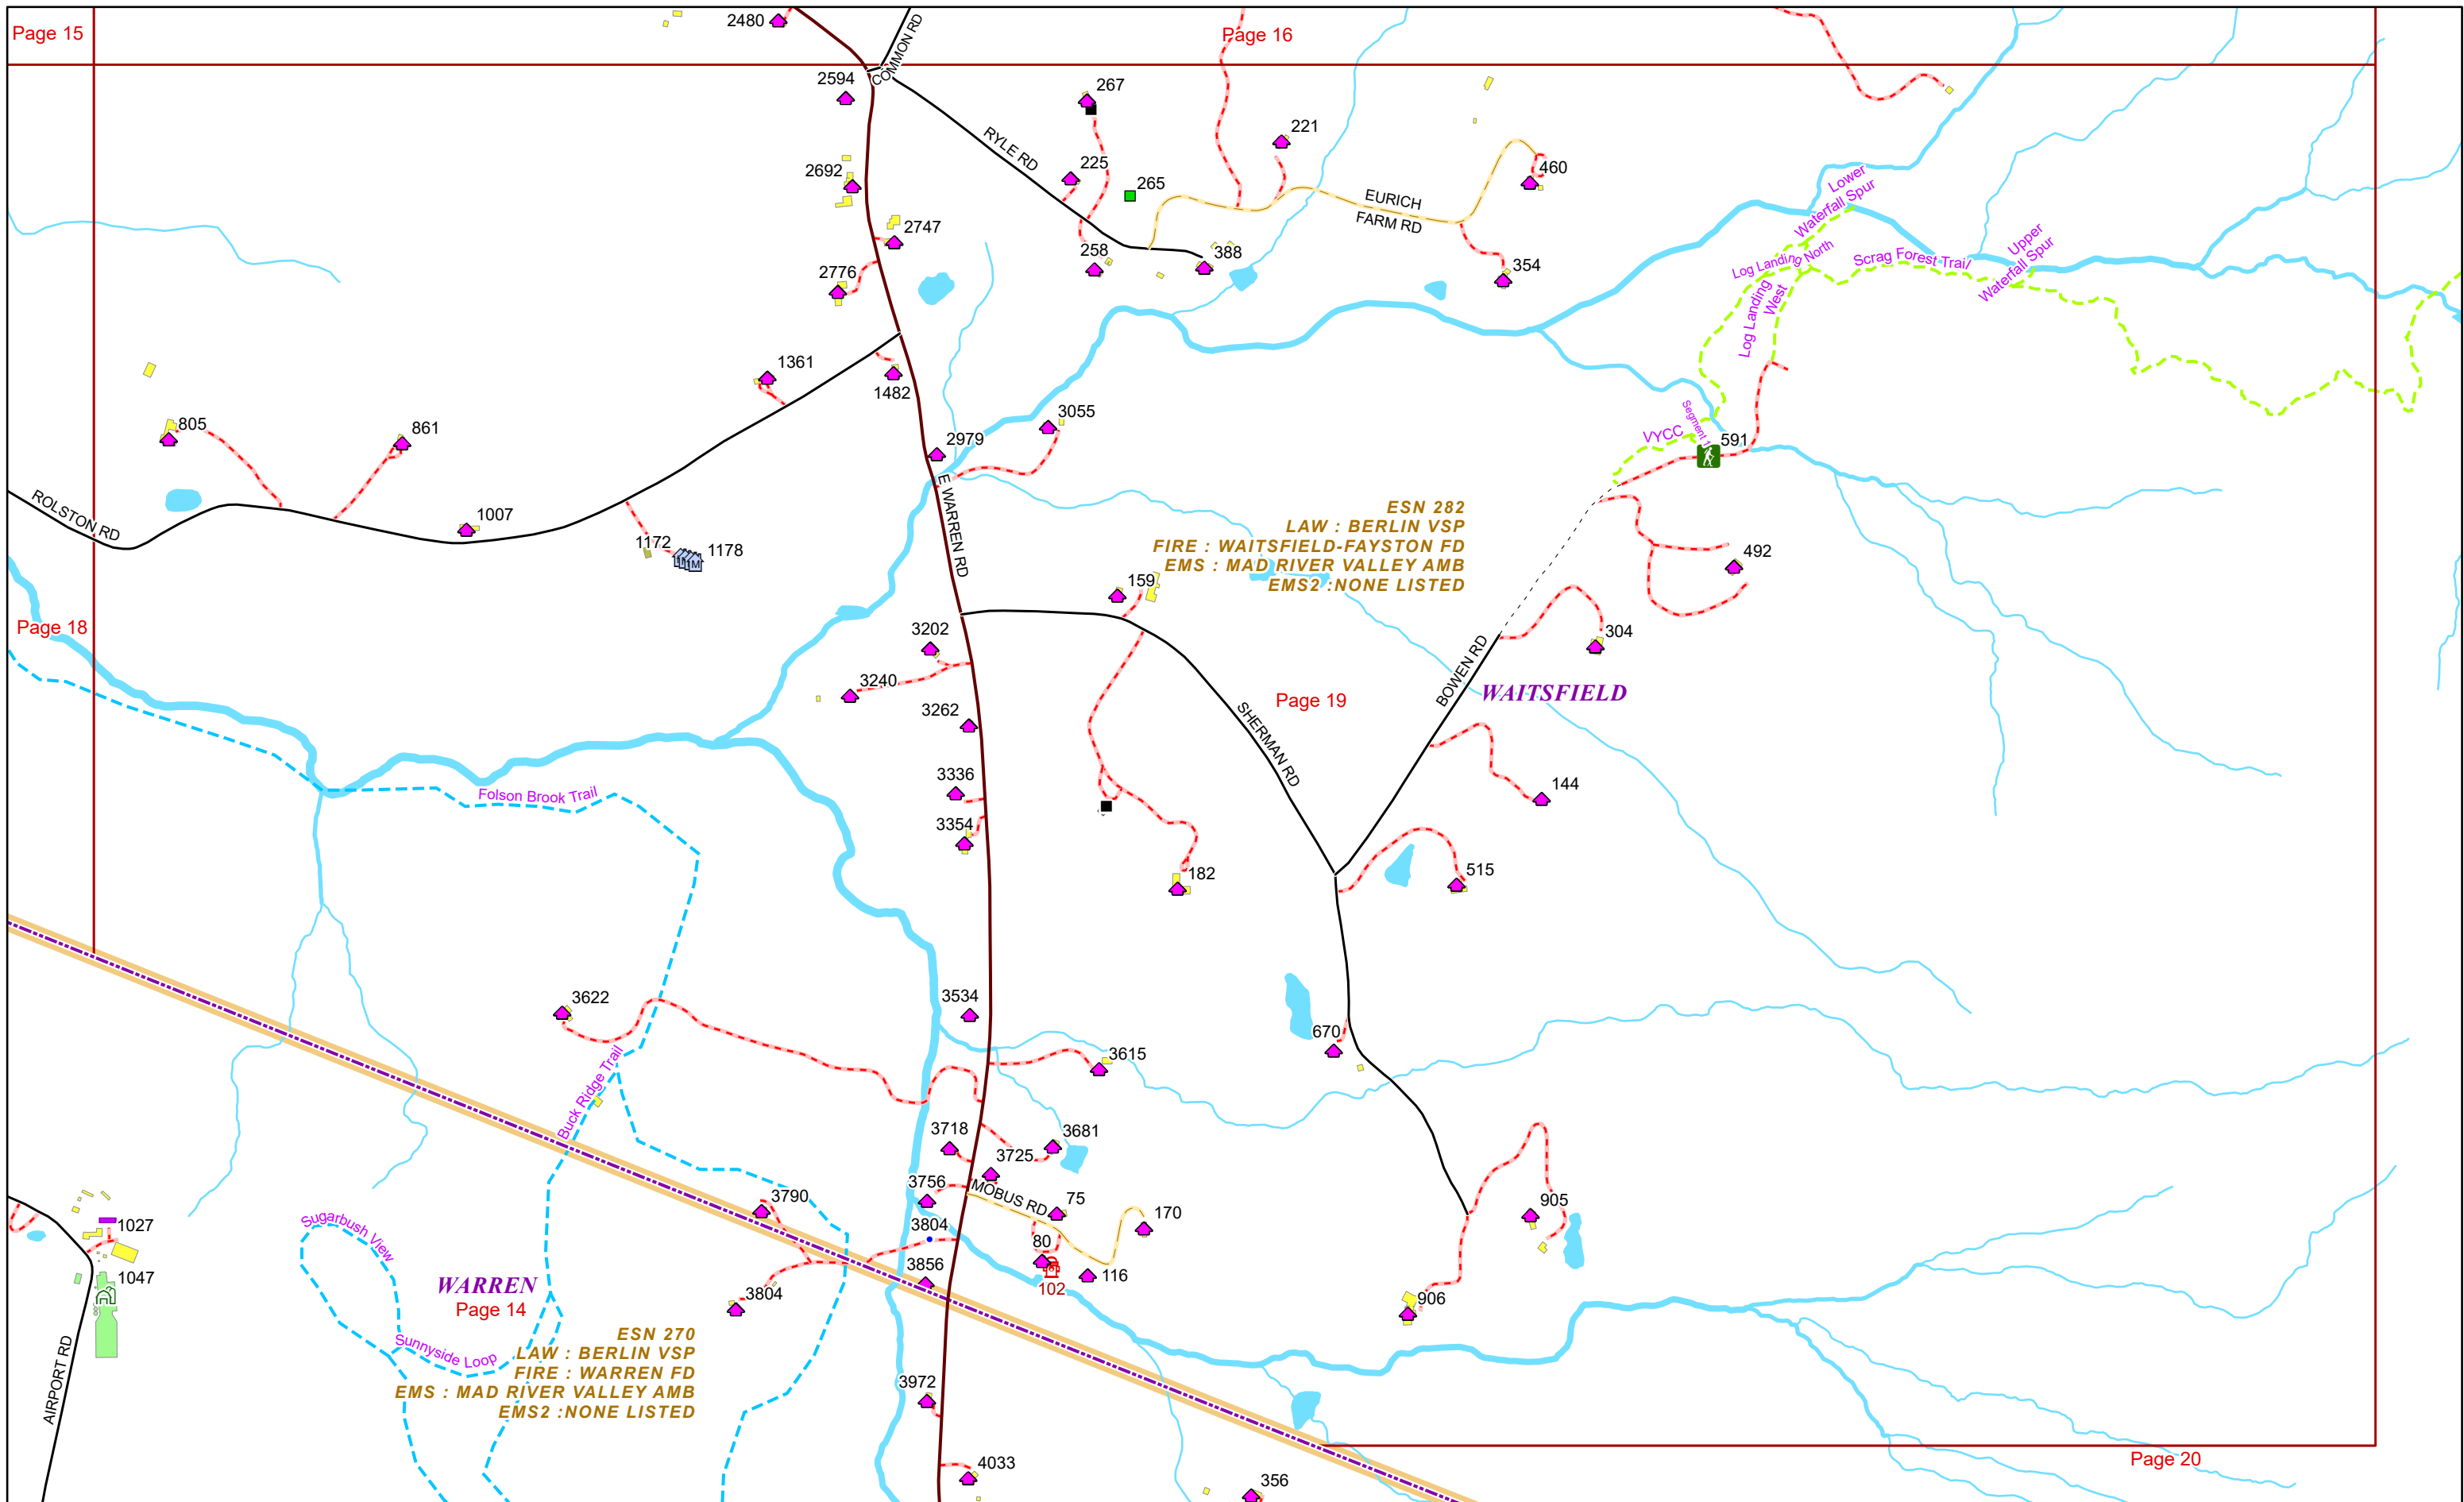 Page 15
2480
COMMON RD
Page 16
2594
267
RYLE RD
221
2692
225
265
460
EURICH
FARM RD
Lower
Waterfall Spur
2747
258
388
354
Log Landing North
Scrag Forest Trail
Upper
Waterfall Spur
2776
Log Landing
West
1361
1482
805
861
2979
3055
VYCC
Segment 1
591
ROLSTON RD
1007
1172
1178
E WARREN RD
ESN 282
LAW : BERLIN VSP
FIRE : WAITSFIELD-FAYSTON FD
EMS : MAD RIVER VALLEY AMB
EMS2 :NONE LISTED
492
159
Page 18
3202
304
3240
BOWEN RD
WAITSFIELD
Page 19
3262
SHERMAN RD
3336
Folson Brook Trail
144
3354
182
515
3622
3534
670
3615
Buck Ridge Trail
3718
3681
3725
3756
MOBUS RD
75
170
905
3790
1027
Sugarbush View
3804
80
1047
WARREN
Page 14
3856
116
102
3804
906
ESN 270
LAW : BERLIN VSP
FIRE : WARREN FD
EMS : MAD RIVER VALLEY AMB
EMS2 :NONE LISTED
Sunnyside Loop
AIRPORT RD
3972
4033
Page 20
356
M